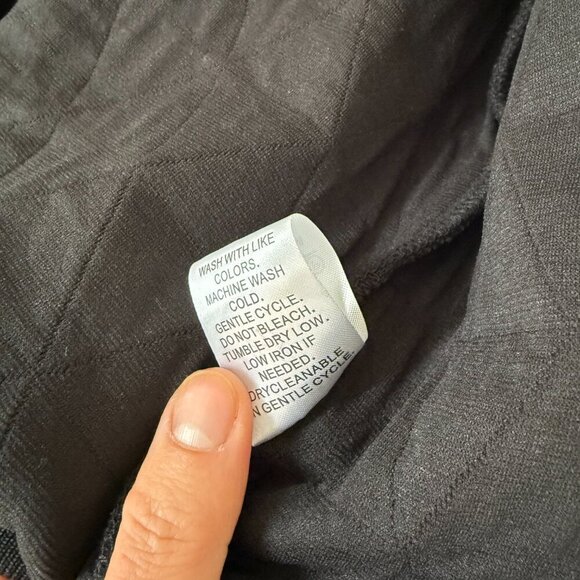 WASH WITH LIKE
COLORS.
MACHINE WASH
COLD.
GENTLE CYCLE.
DO NOT BLEACH.
TUMBLE DRY LOW.
LOW IRON IF
NEEDED.
DRYCLEANABLE
GENTLE CYCLE.